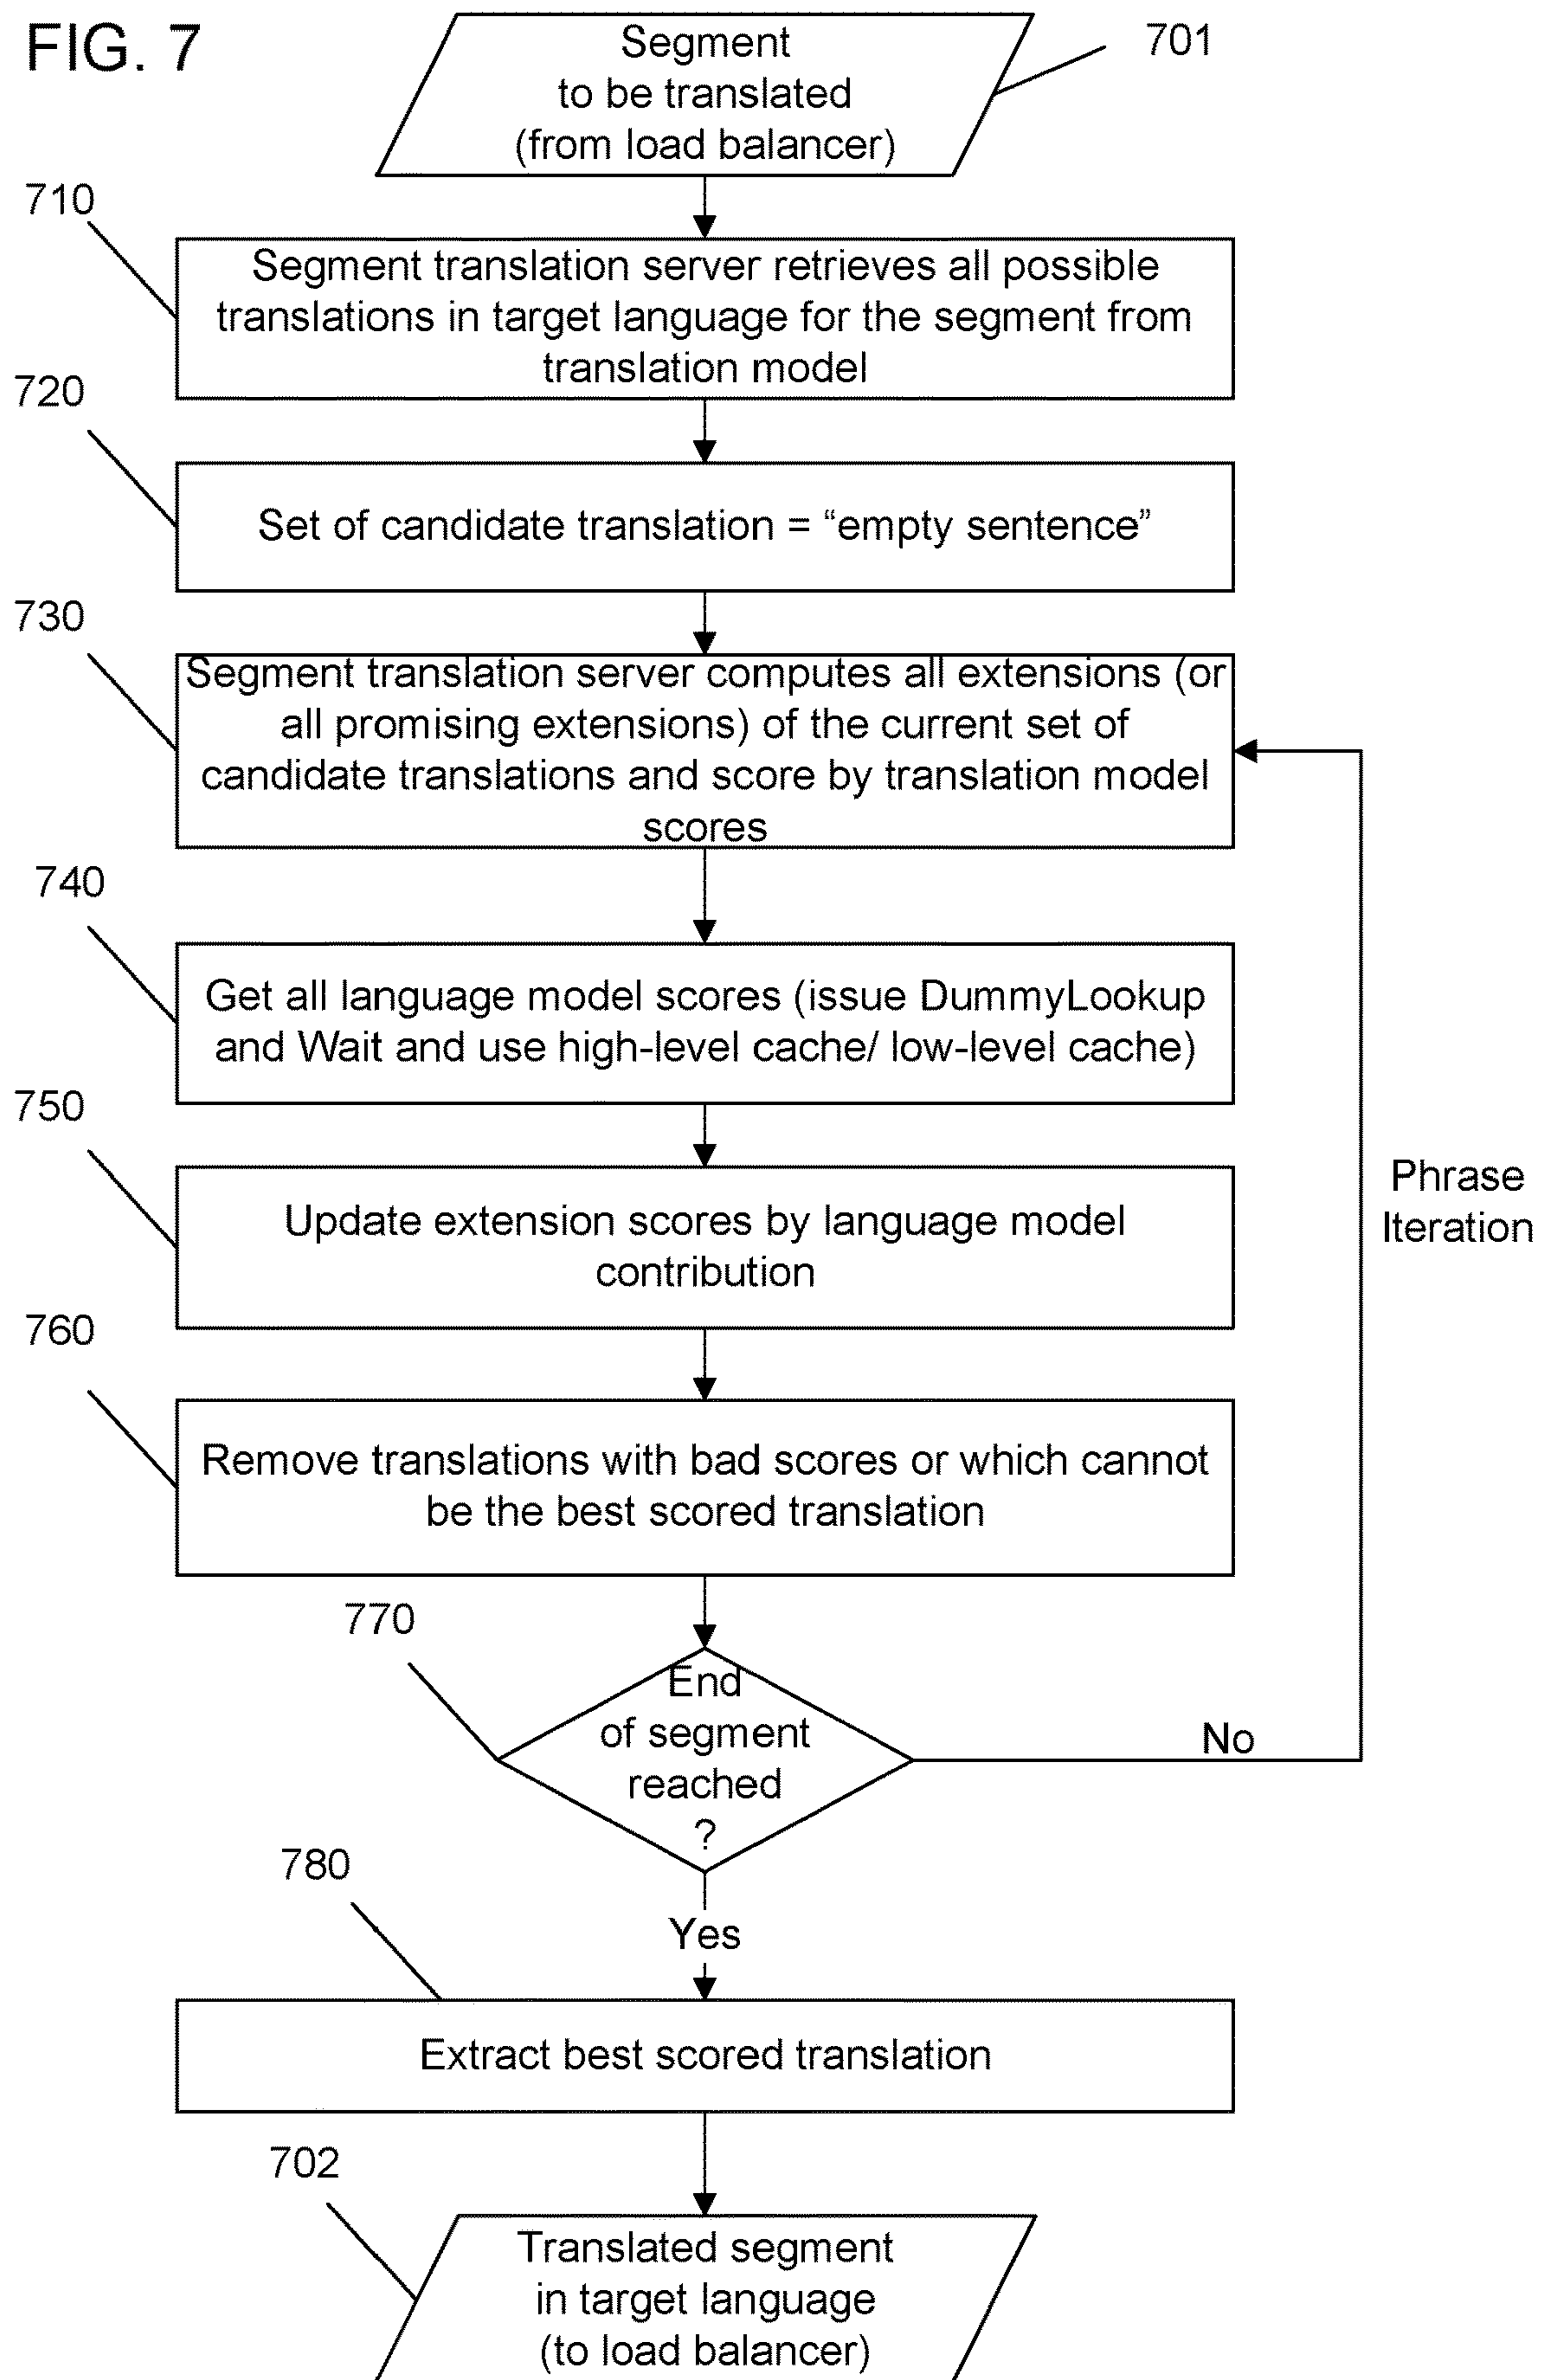 FIG. 7
Segment
to be translated
(from load balancer)
701
710
Segment translation server retrieves all possible
translations in target language for the segment from
translation model
720
Set of candidate translation = “empty sentence”
730
Segment translation server computes all extensions (or
all promising extensions) of the current set of
candidate translations and score by translation model
scores
740
Get all language model scores (issue DummyLookup
and Wait and use high-level cache/ low-level cache)
750
Update extension scores by language model
contribution
Phrase
Iteration
760
Remove translations with bad scores or which cannot
be the best scored translation
770
End
of segment
reached
?
No
780
Yes
Extract best scored translation
702
Translated segment
in target language
(to load balancer)